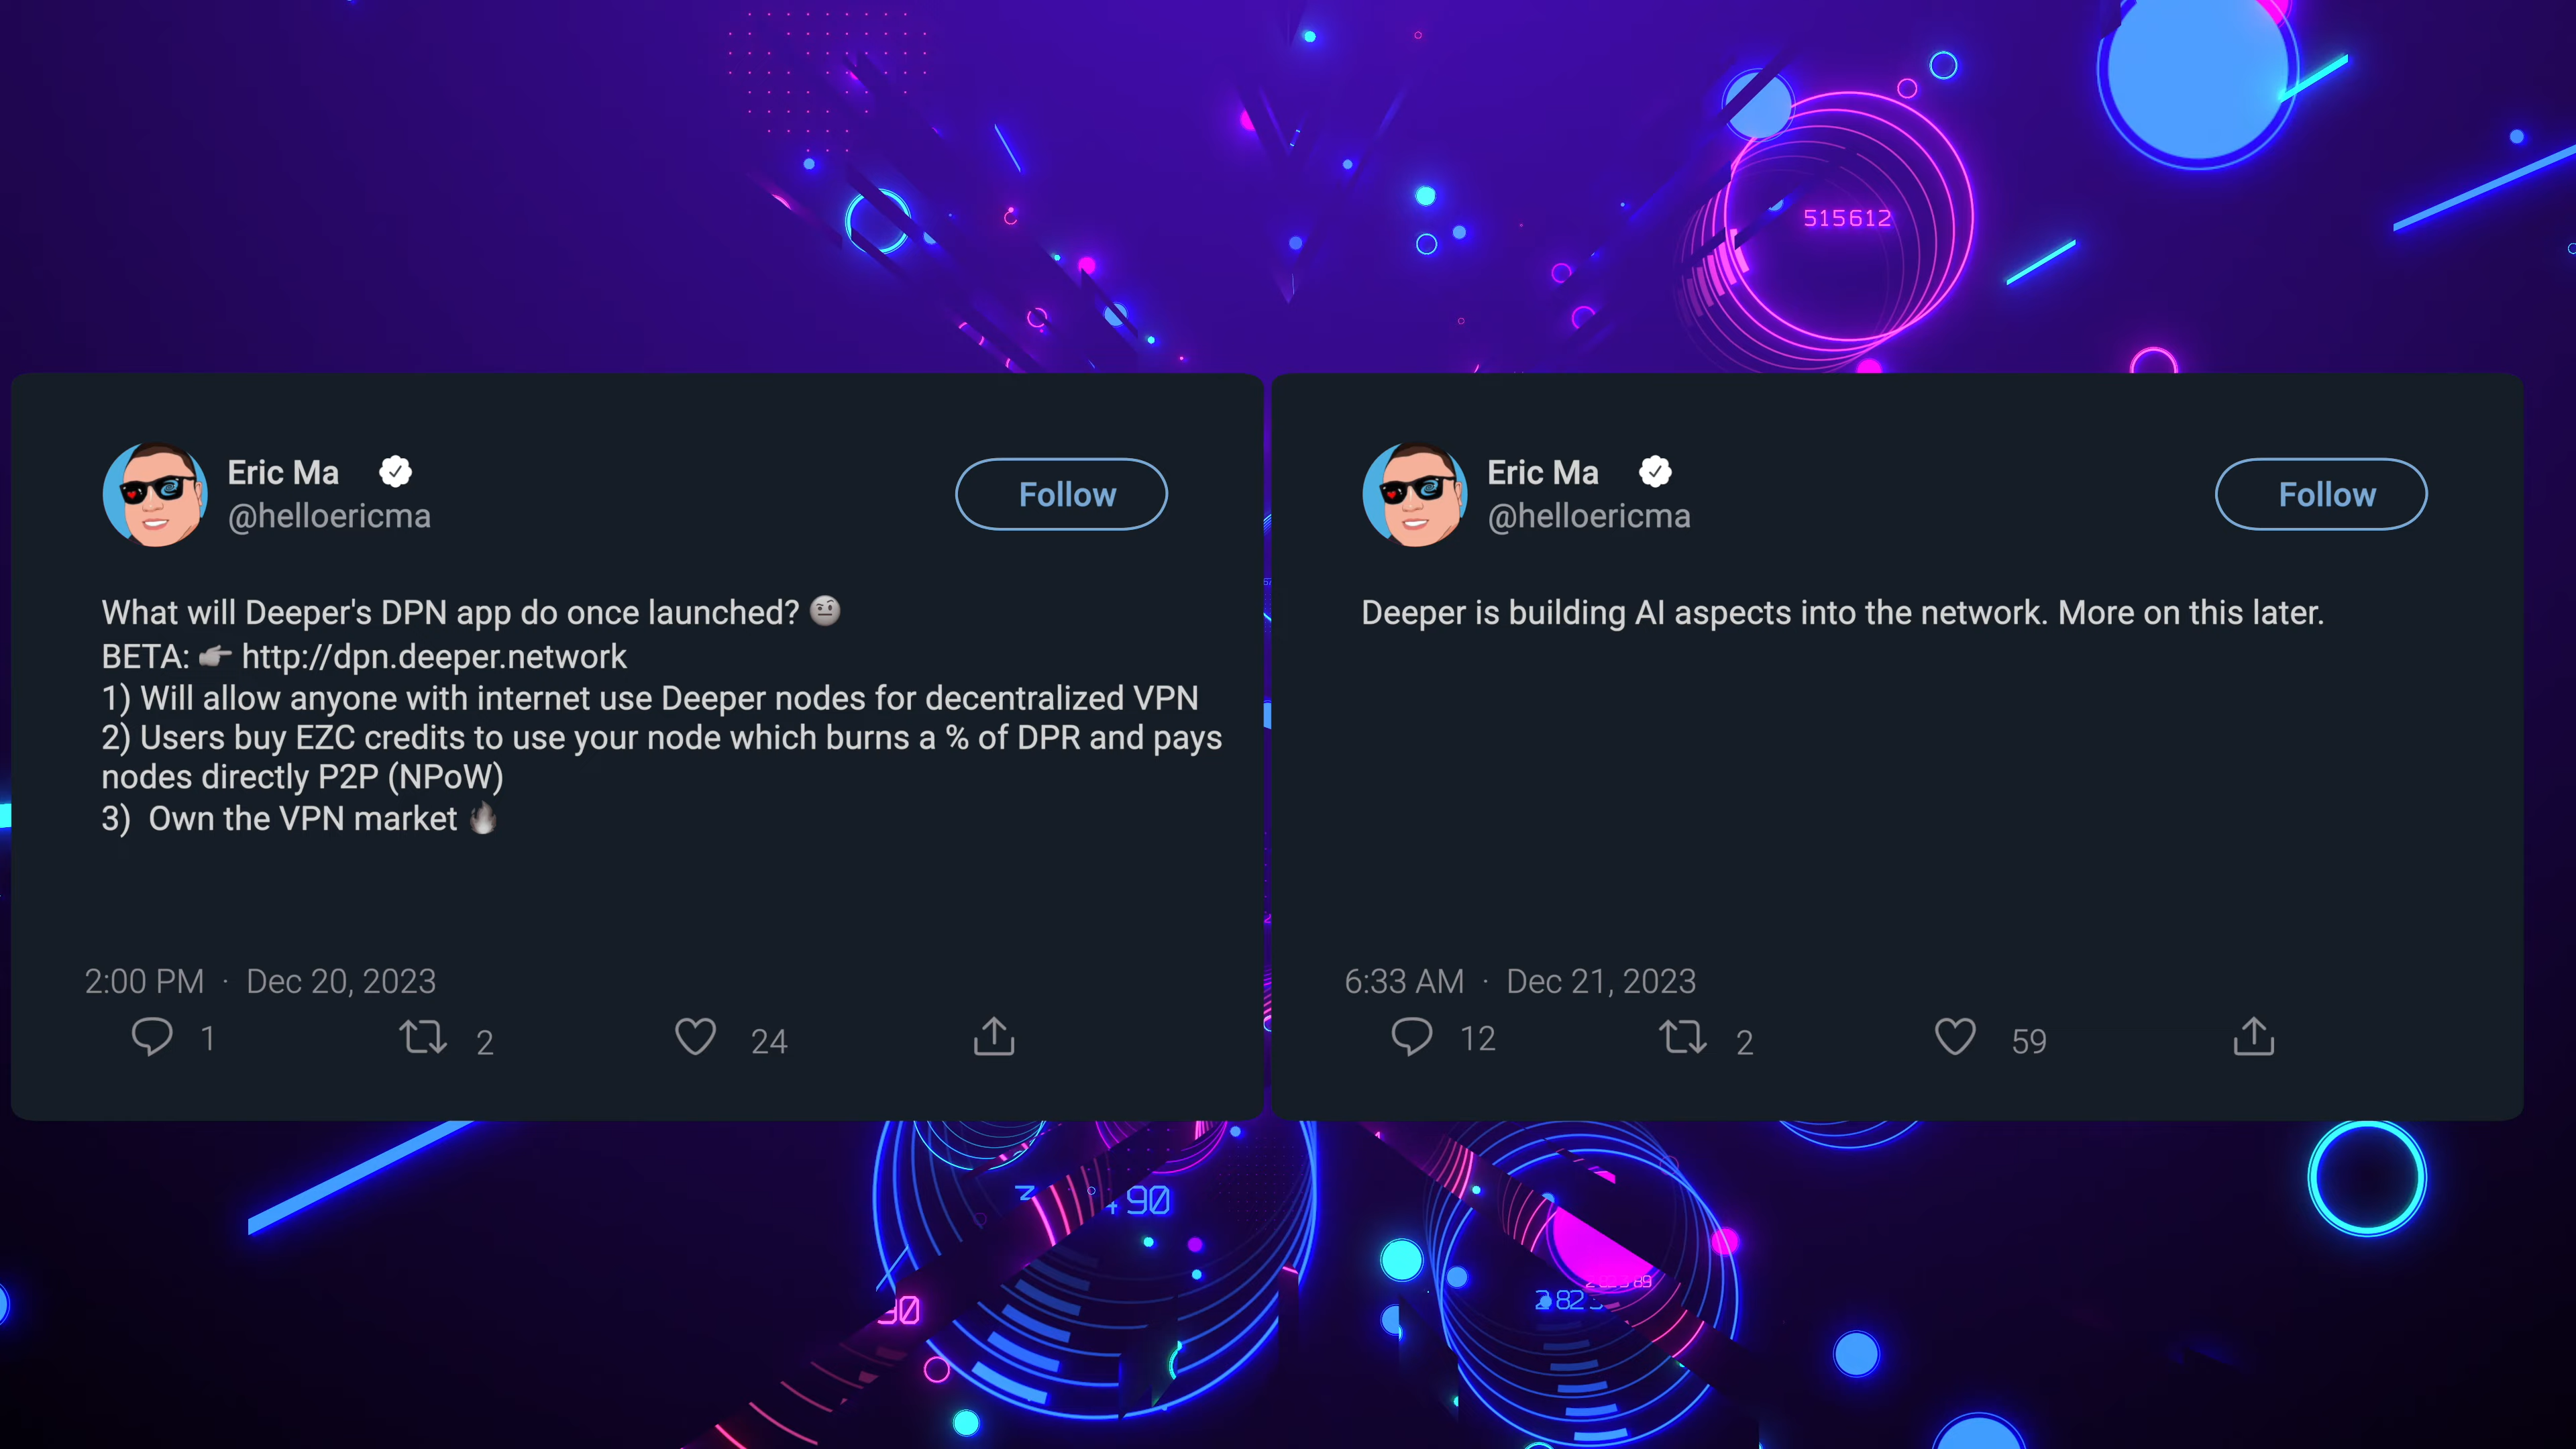 515612
Eric Ma
@helloericma
Follow
What will Deeper's DPN app do once launched? 🤨
BETA: 👉 http://dpn.deeper.network
1) Will allow anyone with internet use Deeper nodes for decentralized VPN
2) Users buy EZC credits to use your node which burns a % of DPR and pays
nodes directly P2P (NPoW)
3)  Own the VPN market 🔥
2:00 PM · Dec 20, 2023
1 2 24
Eric Ma
@helloericma
Follow
Deeper is building AI aspects into the network. More on this later.
6:33 AM · Dec 21, 2023
12 2 59
90